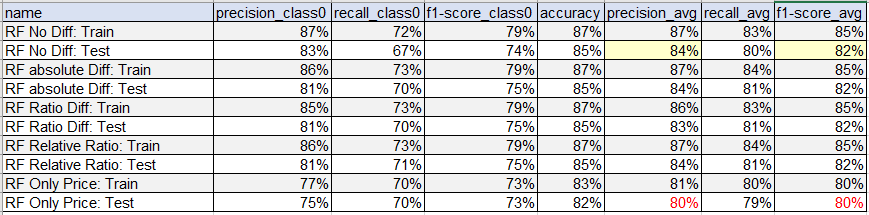 name precision_class0 recall_class0 f1-score_class0 accuracy precision_avg recall_avg f1-score_avg
RF No Diff: Train 87% 72% 79% 87% 87% 83% 85%
RF No Diff: Test 83% 67% 74% 85% 84% 80% 82%
RF absolute Diff: Train 86% 73% 79% 87% 87% 84% 85%
RF absolute Diff: Test 81% 70% 75% 85% 84% 81% 82%
RF Ratio Diff: Train 85% 73% 79% 87% 86% 83% 85%
RF Ratio Diff: Test 81% 70% 75% 85% 83% 81% 82%
RF Relative Ratio: Train 86% 73% 79% 87% 87% 84% 85%
RF Relative Ratio: Test 81% 71% 75% 85% 84% 81% 82%
RF Only Price: Train 77% 70% 73% 83% 81% 80% 80%
RF Only Price: Test 75% 70% 73% 82% 80% 79% 80%